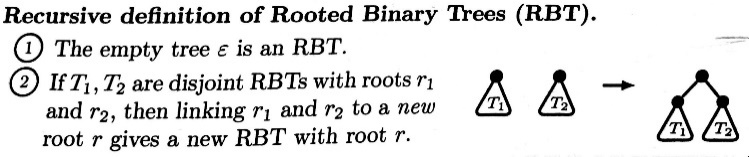 Recursive definition of Rooted Binary Trees (RBT).
① The empty tree ε is an RBT.
② If T₁, T₂ are disjoint RBTs with roots r₁
and r₂, then linking r₁ and r₂ to a new
root r gives a new RBT with root r.
T₁ T₂ → T₁ T₂